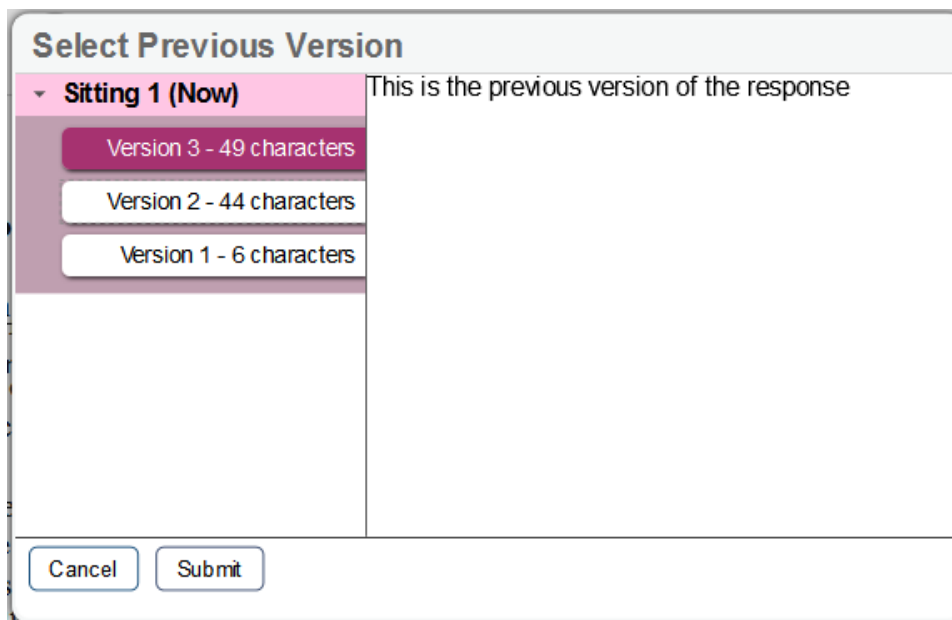 Select Previous Version
Sitting 1 (Now)
This is the previous version of the response
Version 3 - 49 characters
Version 2 - 44 characters
Version 1 - 6 characters
Cancel
Submit